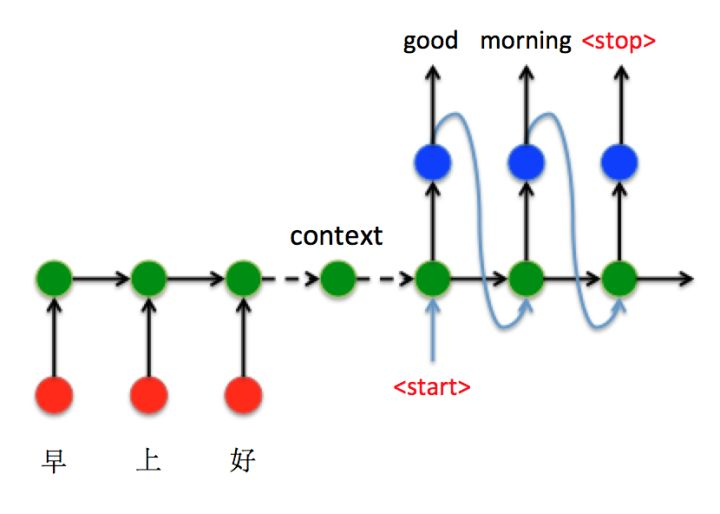 good morning <stop>
context
<start>
早 上 好